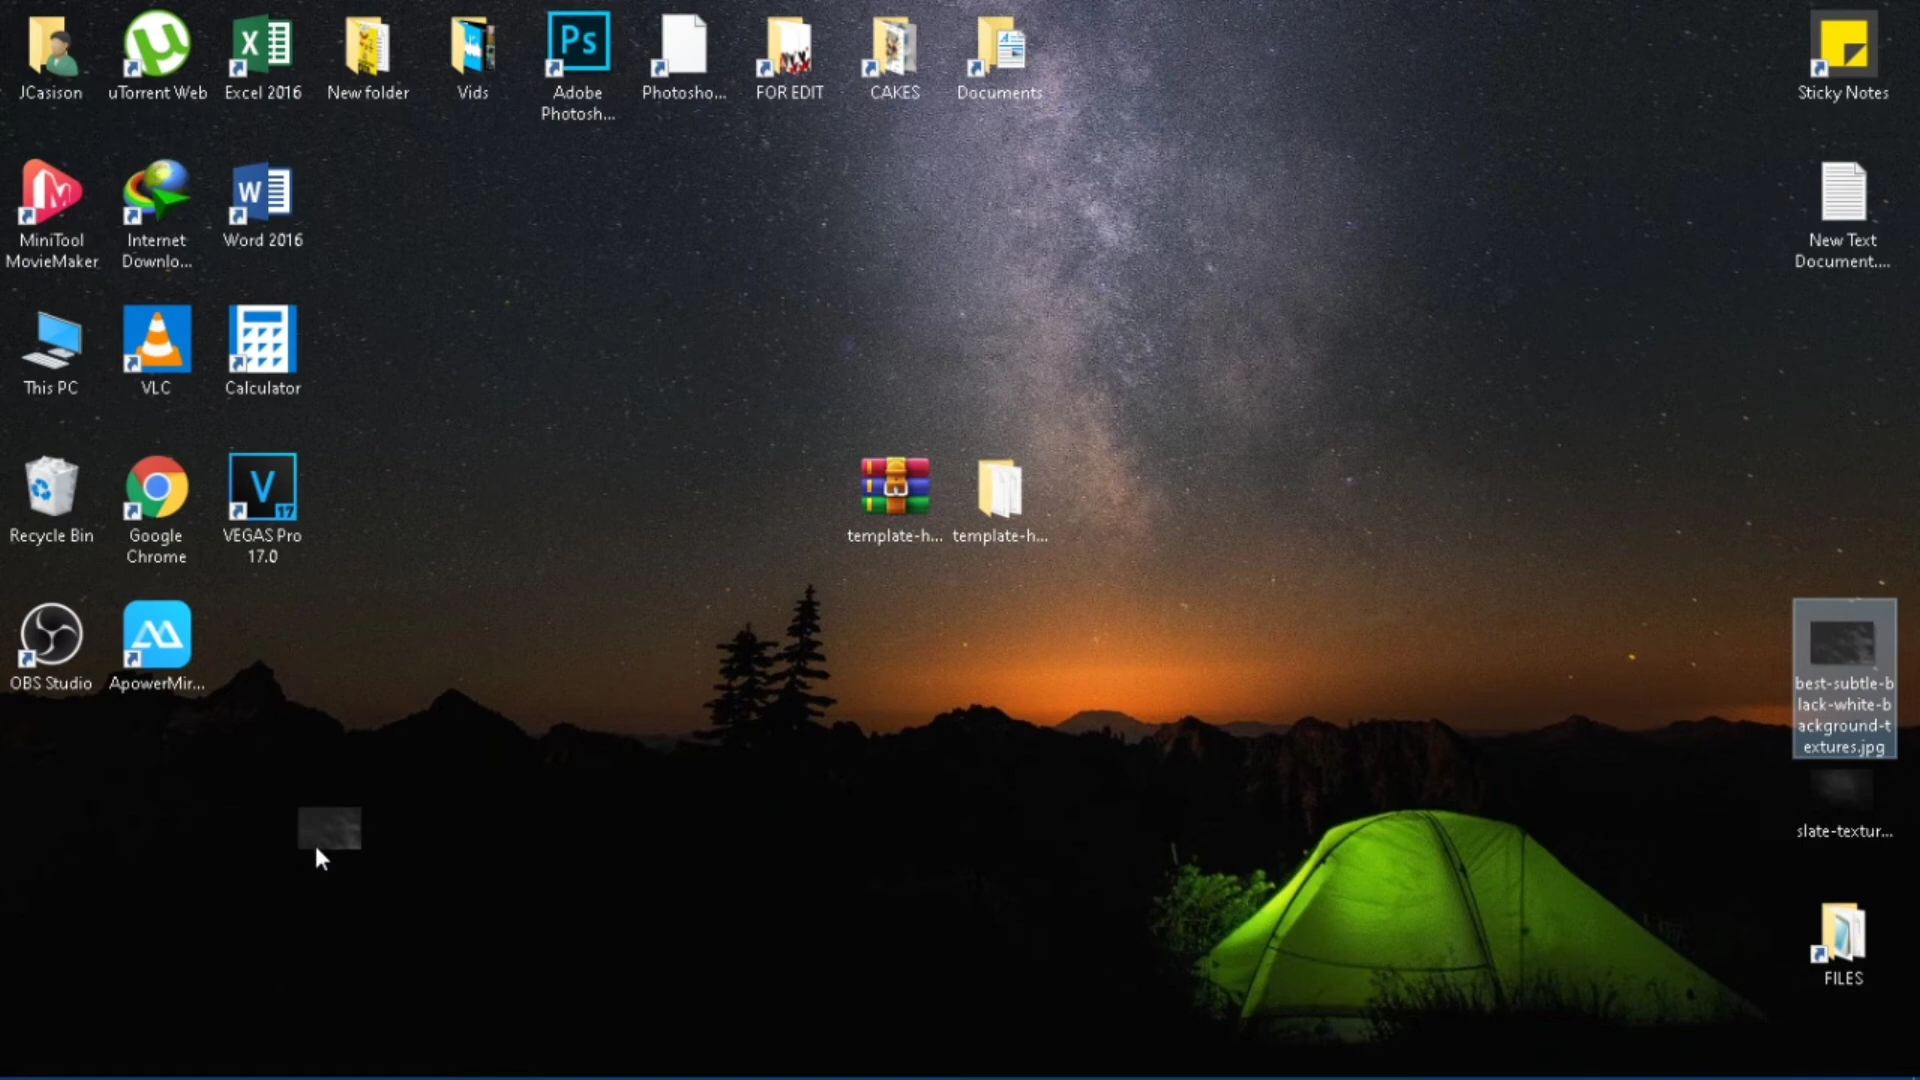 JCasison
uTorrent Web
Excel 2016
New folder
Vids
Ps
Adobe
Photosh...
Photosho...
FOR EDIT
CAKES
Documents
Sticky Notes
MiniTool
MovieMaker
Internet
Downlo...
Word 2016
New Text
Document....
This PC
VLC
Calculator
Recycle Bin
Google
Chrome
V
17
VEGAS Pro
17.0
template-h...
template-h...
OBS Studio
ApowerMir...
best-subtle-b
lack-white-b
ackground-t
extures.jpg
slate-textur...
FILES